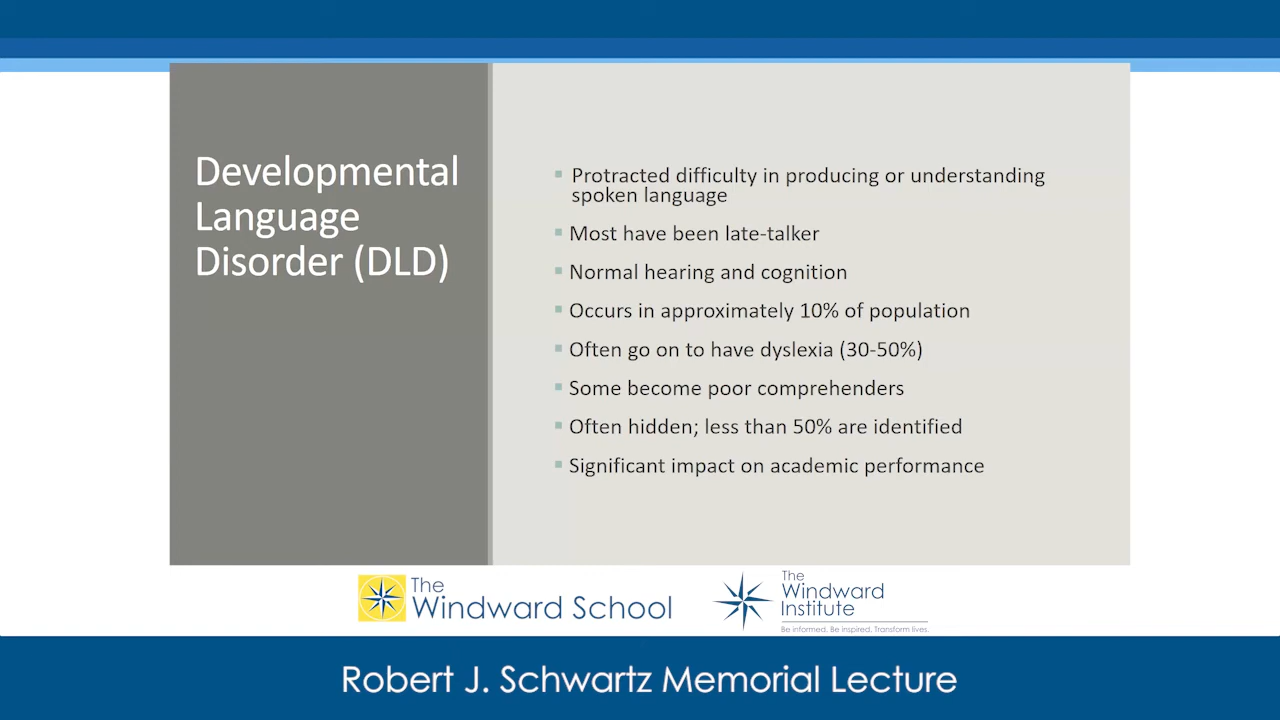 Developmental
Language
Disorder (DLD)
Protracted difficulty in producing or understanding
spoken language
Most have been late-talker
Normal hearing and cognition
Occurs in approximately 10% of population
Often go on to have dyslexia (30-50%)
Some become poor comprehenders
Often hidden; less than 50% are identified
Significant impact on academic performance
The
Windward School
The
Windward
Institute
Be informed. Be inspired. Transform lives.
Robert J. Schwartz Memorial Lecture